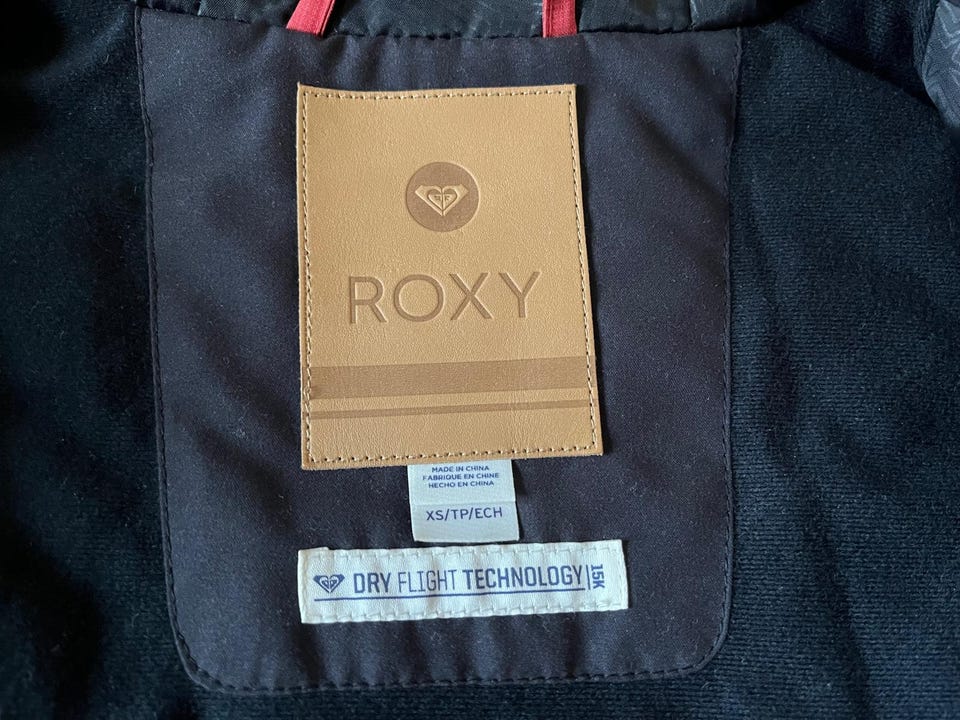 ROXY
MADE IN CHINA
FABRIQUE EN CHINE
HECHO EN CHINA
XS/TP/ECH
DRY FLIGHT TECHNOLOGY 15K